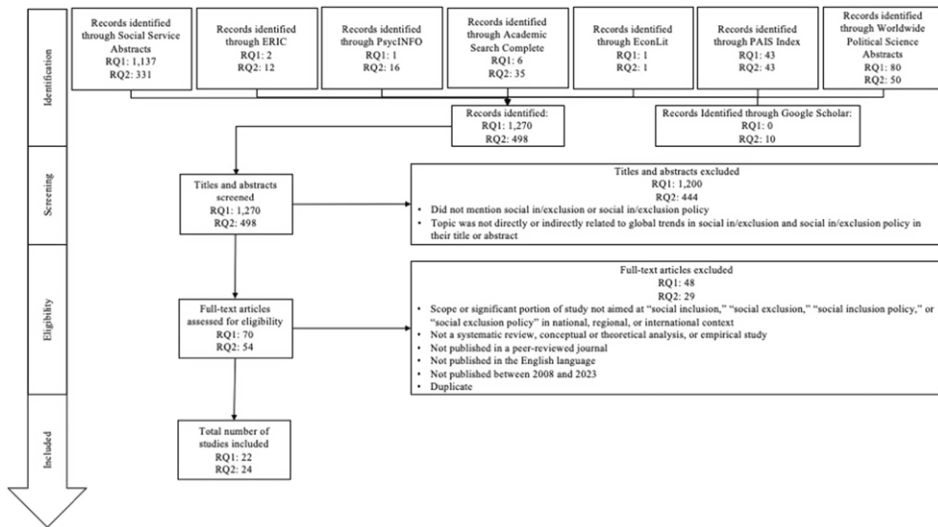 Identification
Records identified
through Social Service
Abstracts
RQ1: 1,137
RQ2: 331
Records identified
through ERIC
RQ1: 2
RQ2: 12
Records identified
through PsycINFO
RQ1: 1
RQ2: 16
Records identified
through Academic
Search Complete
RQ1: 6
RQ2: 35
Records identified
through EconLit
RQ1: 1
RQ2: 1
Records identified
through PAIS Index
RQ1: 43
RQ2: 43
Records identified
through Worldwide
Political Science
Abstracts
RQ1: 80
RQ2: 50
Records identified:
RQ1: 1,270
RQ2: 498
Records Identified through Google Scholar:
RQ1: 0
RQ2: 10
Screening
Titles and abstracts
screened
RQ1: 1,270
RQ2: 498
Titles and abstracts excluded
RQ1: 1,200
RQ2: 444
• Did not mention social in/exclusion or social in/exclusion policy
• Topic was not directly or indirectly related to global trends in social in/exclusion and social in/exclusion policy in
their title or abstract
Eligibility
Full-text articles
assessed for eligibility
RQ1: 70
RQ2: 54
Full-text articles excluded
RQ1: 48
RQ2: 29
• Scope or significant portion of study not aimed at “social inclusion,” “social exclusion,” “social inclusion policy,” or
“social exclusion policy” in national, regional, or international context
• Not a systematic review, conceptual or theoretical analysis, or empirical study
• Not published in a peer-reviewed journal
• Not published in the English language
• Not published between 2008 and 2023
• Duplicate
Included
Total number of
studies included
RQ1: 22
RQ2: 24